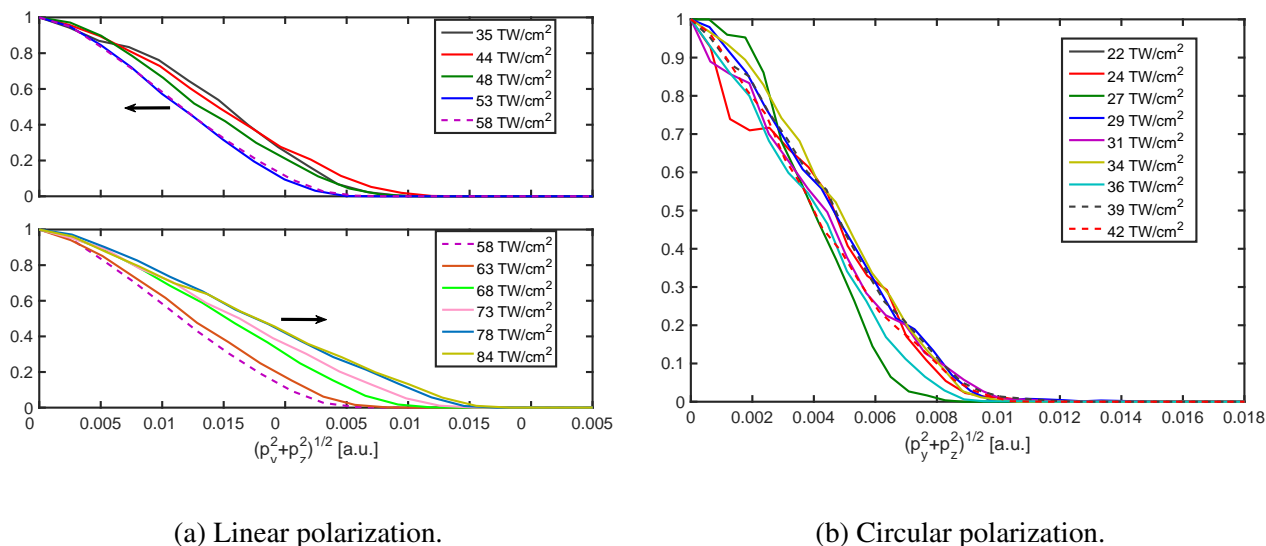 1
0.8
0.6
0.4
0.2
0
35 TW/cm²
44 TW/cm²
48 TW/cm²
53 TW/cm²
58 TW/cm²
1
0.8
0.6
0.4
0.2
0
58 TW/cm²
63 TW/cm²
68 TW/cm²
73 TW/cm²
78 TW/cm²
84 TW/cm²
0 0.005 0.01 0.015 0 0.005 0.01 0.015 0 0.005
(p_y²+p_z²)^1/2 [a.u.]
(a) Linear polarization.
1
0.9
0.8
0.7
0.6
0.5
0.4
0.3
0.2
0.1
0
22 TW/cm²
24 TW/cm²
27 TW/cm²
29 TW/cm²
31 TW/cm²
34 TW/cm²
36 TW/cm²
39 TW/cm²
42 TW/cm²
0 0.002 0.004 0.006 0.008 0.01 0.012 0.014 0.016 0.018
(p_y²+p_z²)^1/2 [a.u.]
(b) Circular polarization.